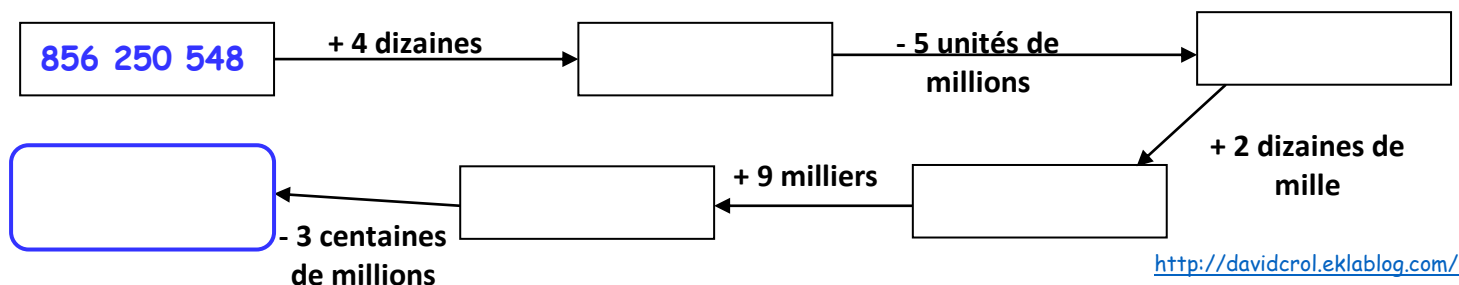 856 250 548
+ 4 dizaines
- 5 unités de
millions
+ 2 dizaines de
mille
+ 9 milliers
- 3 centaines
de millions
http://davidcrol.eklablog.com/